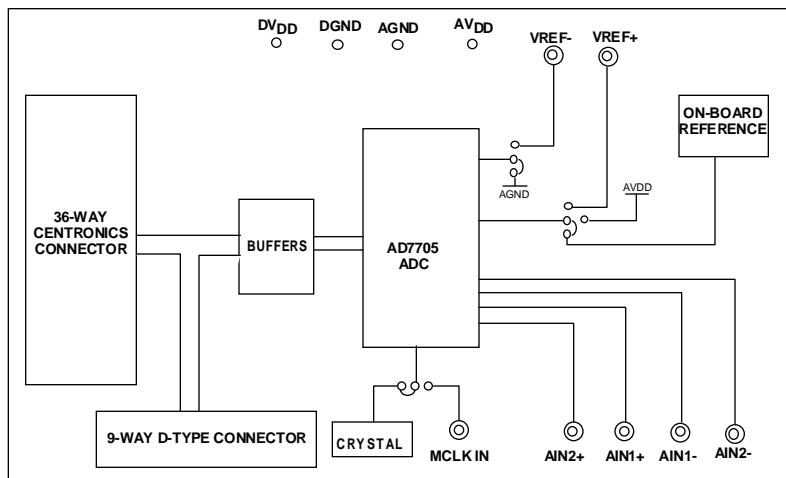 DVDD DGND AGND AVDD
VREF- VREF+
ON-BOARD
REFERENCE
AGND
AVDD
36-WAY
CENTRONICS
CONNECTOR
BUFFERS
AD7705
ADC
9-WAY D-TYPE CONNECTOR
CRYSTAL
MCLK IN
AIN2+ AIN1+ AIN1- AIN2-